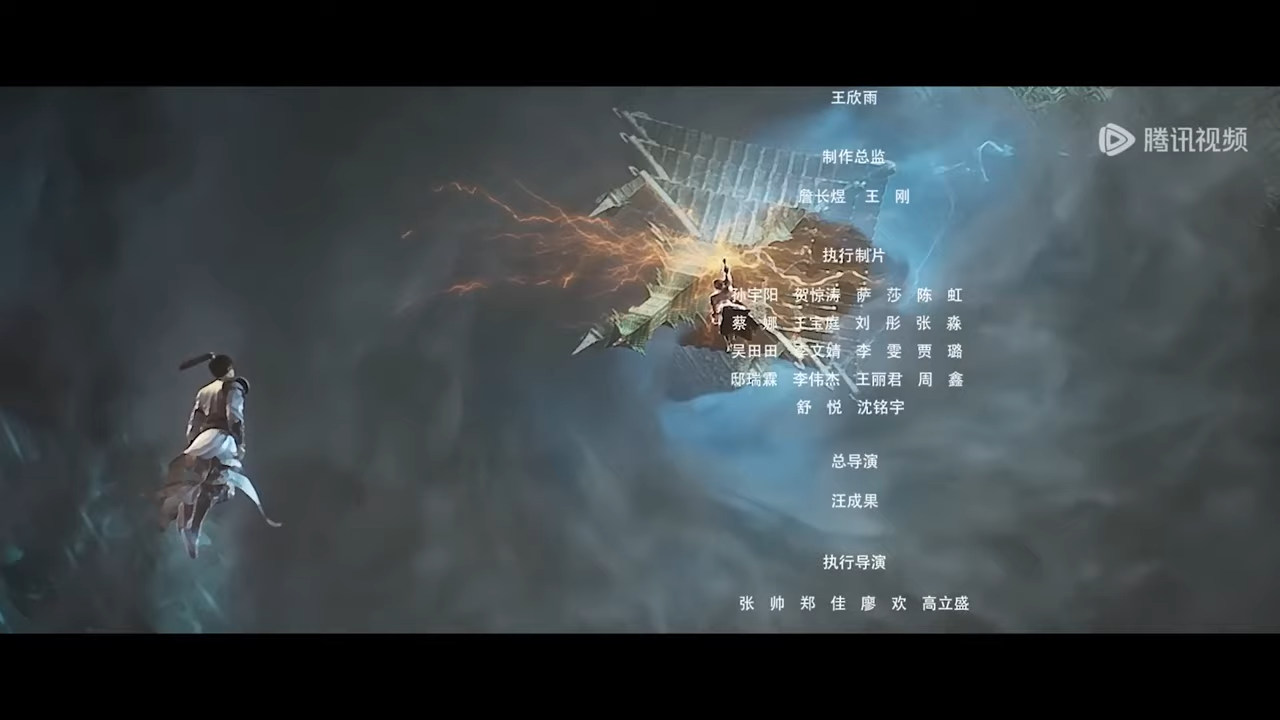 王欣雨
腾讯视频
制作总监
詹长煜 王 刚
执行制片
孙宇阳 贺惊涛 萨 莎 陈 虹
蔡 娜 王宝庭 刘 彤 张 淼
吴田田 李文婧 李 雯 贾 璐
邸瑞霖 李伟杰 王丽君 周 鑫
舒 悦 沈铭宇
总导演
汪成果
执行导演
张 帅 郑 佳 廖 欢 高立盛